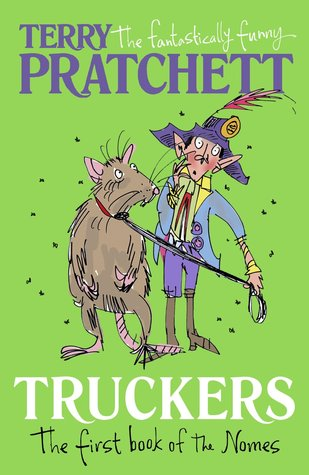 TERRY The fantastically funny
PRATCHETT
TRUCKERS
The first book of the Nomes